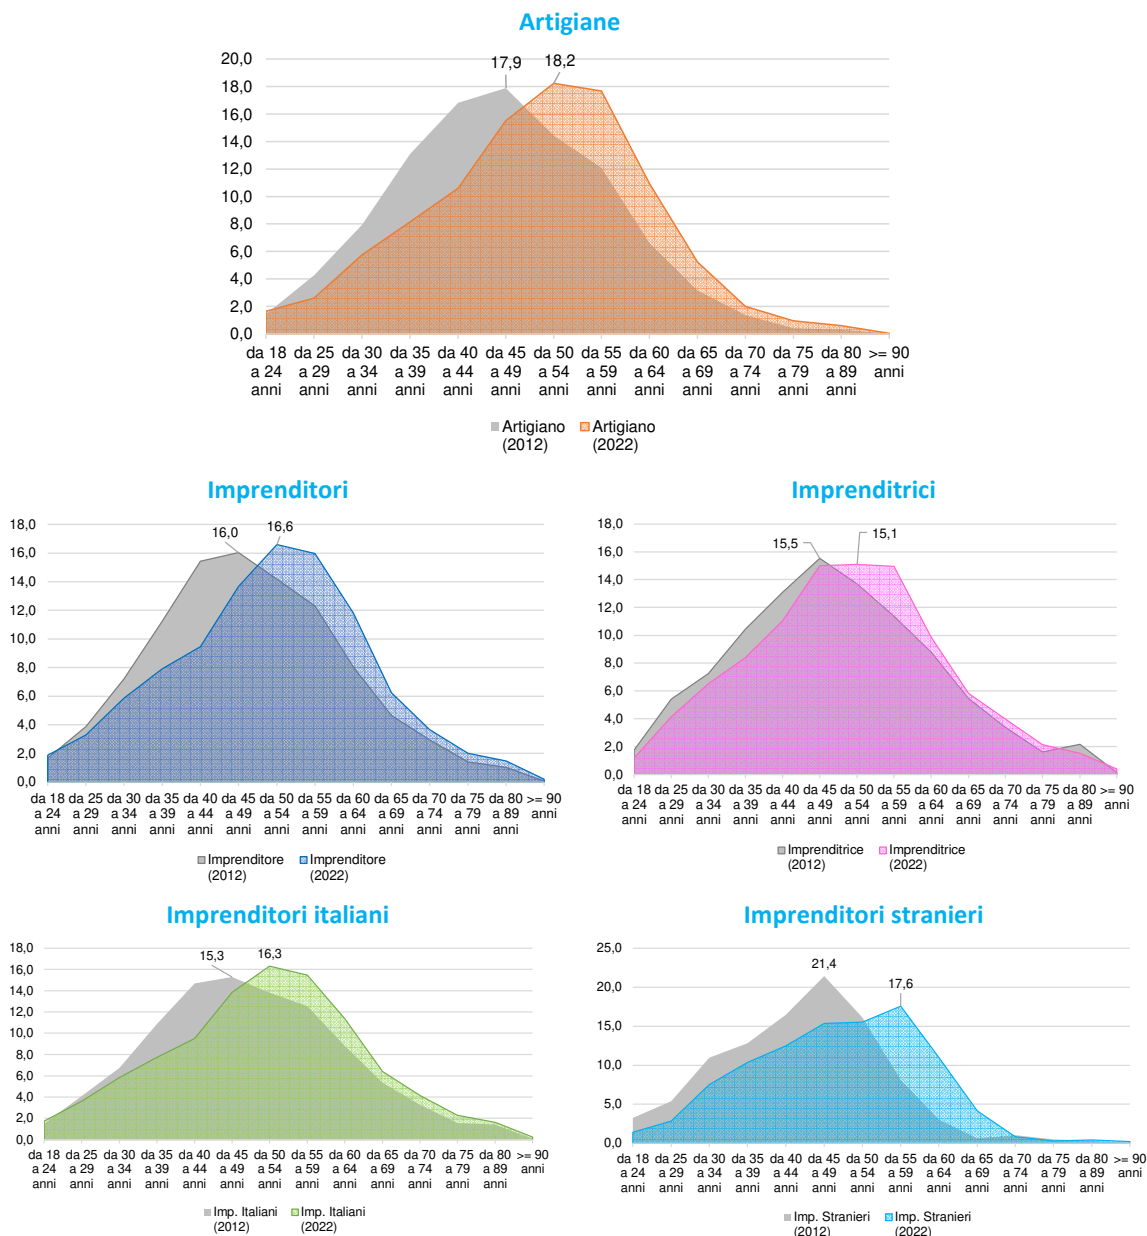 Artigiane
20,0
18,0
16,0
14,0
12,0
10,0
8,0
6,0
4,0
2,0
0,0
17,9
18,2
da 18 da 25 da 30 da 35 da 40 da 45 da 50 da 55 da 60 da 65 da 70 da 75 da 80 >= 90
a 24 a 29 a 34 a 39 a 44 a 49 a 54 a 59 a 64 a 69 a 74 a 79 a 89 anni
anni anni anni anni anni anni anni anni anni anni anni anni anni
Artigiano Artigiano
(2012) (2022)
Imprenditori
18,0
16,0
14,0
12,0
10,0
8,0
6,0
4,0
2,0
0,0
16,0
16,6
da 18 da 25 da 30 da 35 da 40 da 45 da 50 da 55 da 60 da 65 da 70 da 75 da 80 >= 90
a 24 a 29 a 34 a 39 a 44 a 49 a 54 a 59 a 64 a 69 a 74 a 79 a 89 anni
anni anni anni anni anni anni anni anni anni anni anni anni anni
Imprenditore Imprenditore
(2012) (2022)
Imprenditrici
18,0
16,0
14,0
12,0
10,0
8,0
6,0
4,0
2,0
0,0
15,5
15,1
da 18 da 25 da 30 da 35 da 40 da 45 da 50 da 55 da 60 da 65 da 70 da 75 da 80 >= 90
a 24 a 29 a 34 a 39 a 44 a 49 a 54 a 59 a 64 a 69 a 74 a 79 a 89 anni
anni anni anni anni anni anni anni anni anni anni anni anni anni
Imprenditrice Imprenditrice
(2012) (2022)
Imprenditori italiani
18,0
16,0
14,0
12,0
10,0
8,0
6,0
4,0
2,0
0,0
15,3
16,3
da 18 da 25 da 30 da 35 da 40 da 45 da 50 da 55 da 60 da 65 da 70 da 75 da 80 >= 90
a 24 a 29 a 34 a 39 a 44 a 49 a 54 a 59 a 64 a 69 a 74 a 79 a 89 anni
anni anni anni anni anni anni anni anni anni anni anni anni anni
Imp. Italiani Imp. Italiani
(2012) (2022)
Imprenditori stranieri
25,0
20,0
15,0
10,0
5,0
0,0
21,4
17,6
da 18 da 25 da 30 da 35 da 40 da 45 da 50 da 55 da 60 da 65 da 70 da 75 da 80 >= 90
a 24 a 29 a 34 a 39 a 44 a 49 a 54 a 59 a 64 a 69 a 74 a 79 a 89 anni
anni anni anni anni anni anni anni anni anni anni anni anni anni
Imp. Stranieri Imp. Stranieri
(2012) (2022)